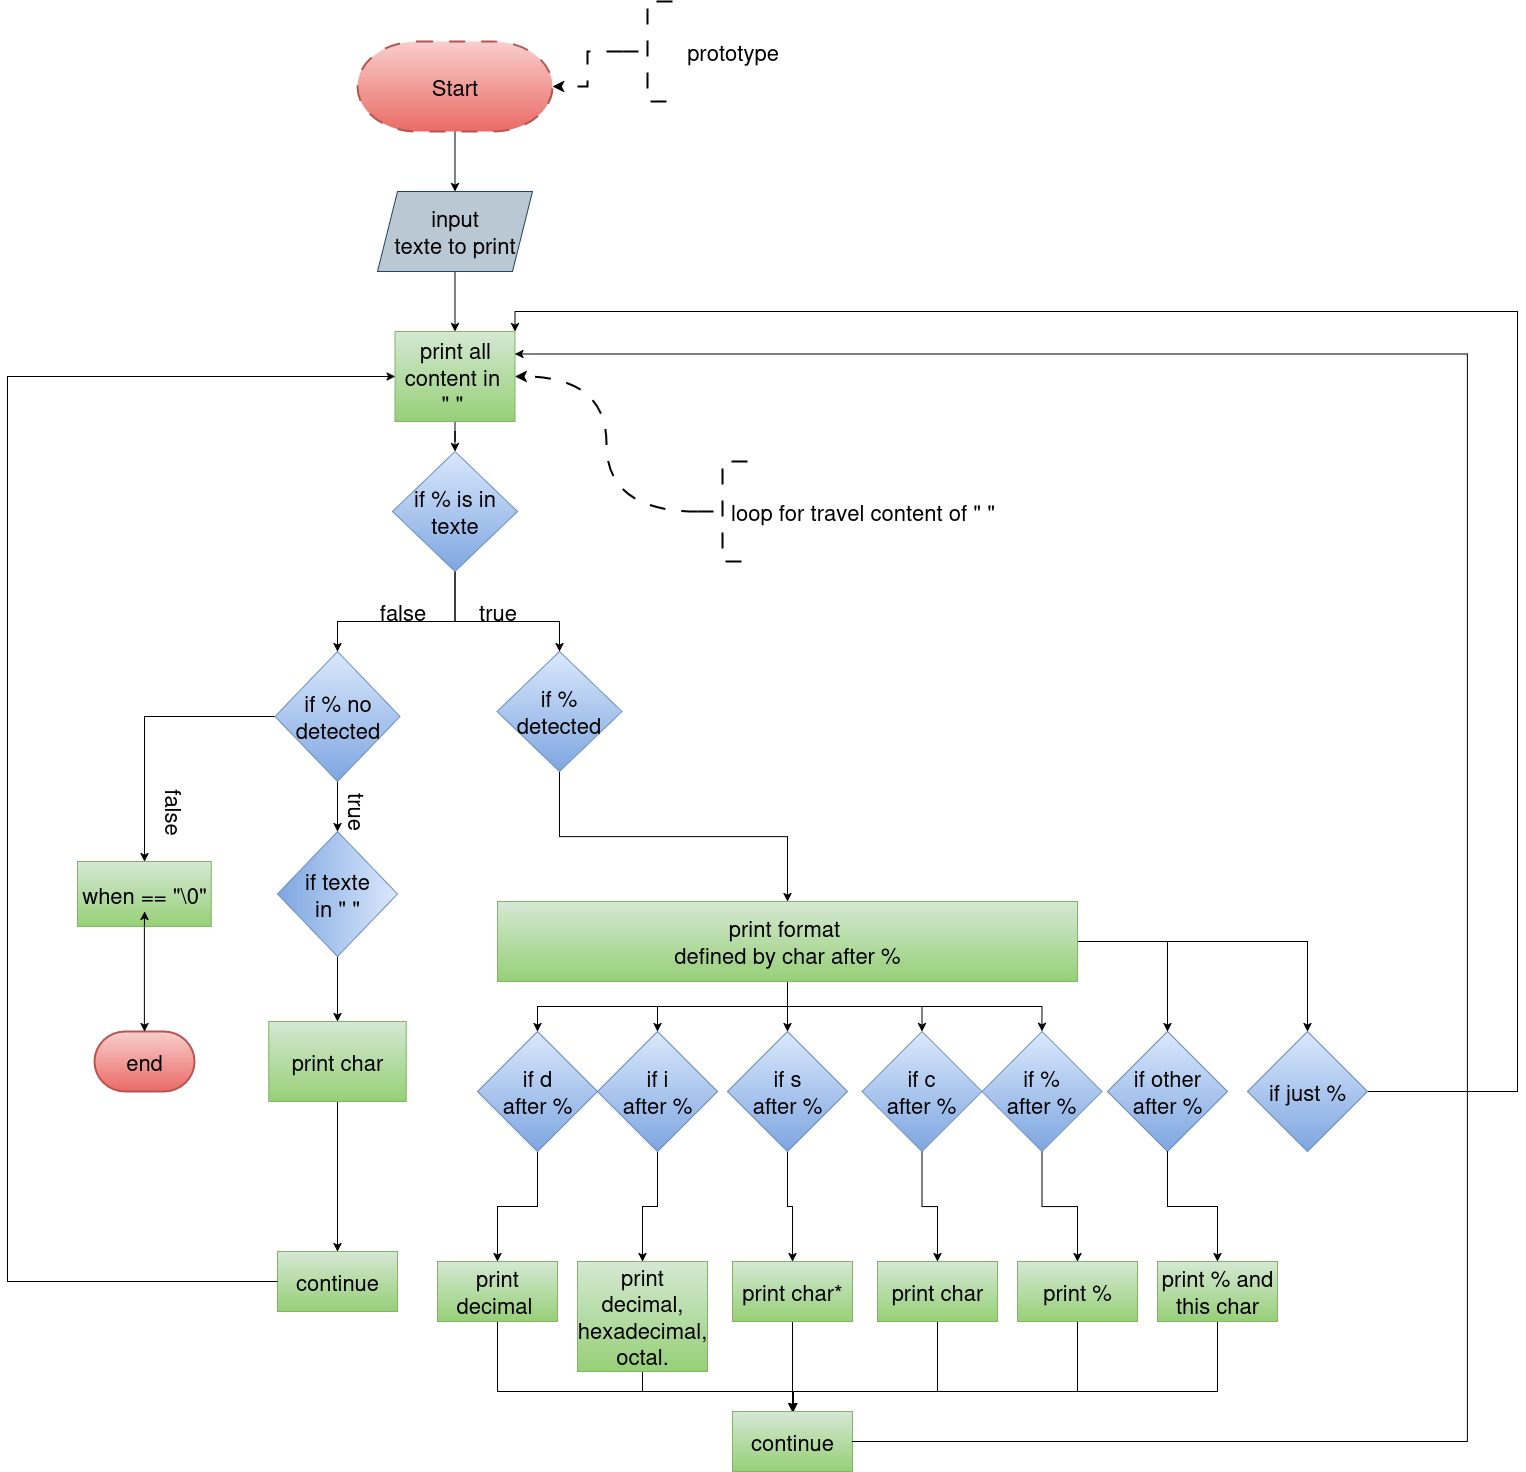 prototype
Start
input
texte to print
print all
content in
" "
if % is in
texte
loop for travel content of " "
false
true
if % no
detected
if %
detected
false
true
when == "\0"
if texte
in " "
print format
defined by char after %
end
print char
if d
after %
if i
after %
if s
after %
if c
after %
if %
after %
if other
after %
if just %
continue
print
decimal
print
decimal,
hexadecimal,
octal.
print char*
print char
print %
print % and
this char
continue